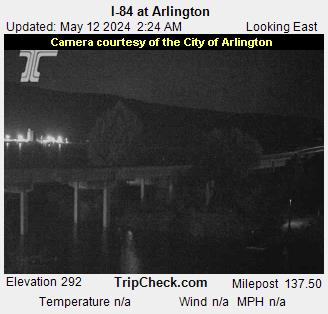 I-84 at Arlington
Updated: May 12 2024 2:24 AM Looking East
Camera courtesy of the City of Arlington
Elevation 292 TripCheck.com Milepost 137.50
Temperature n/a Wind n/a MPH n/a